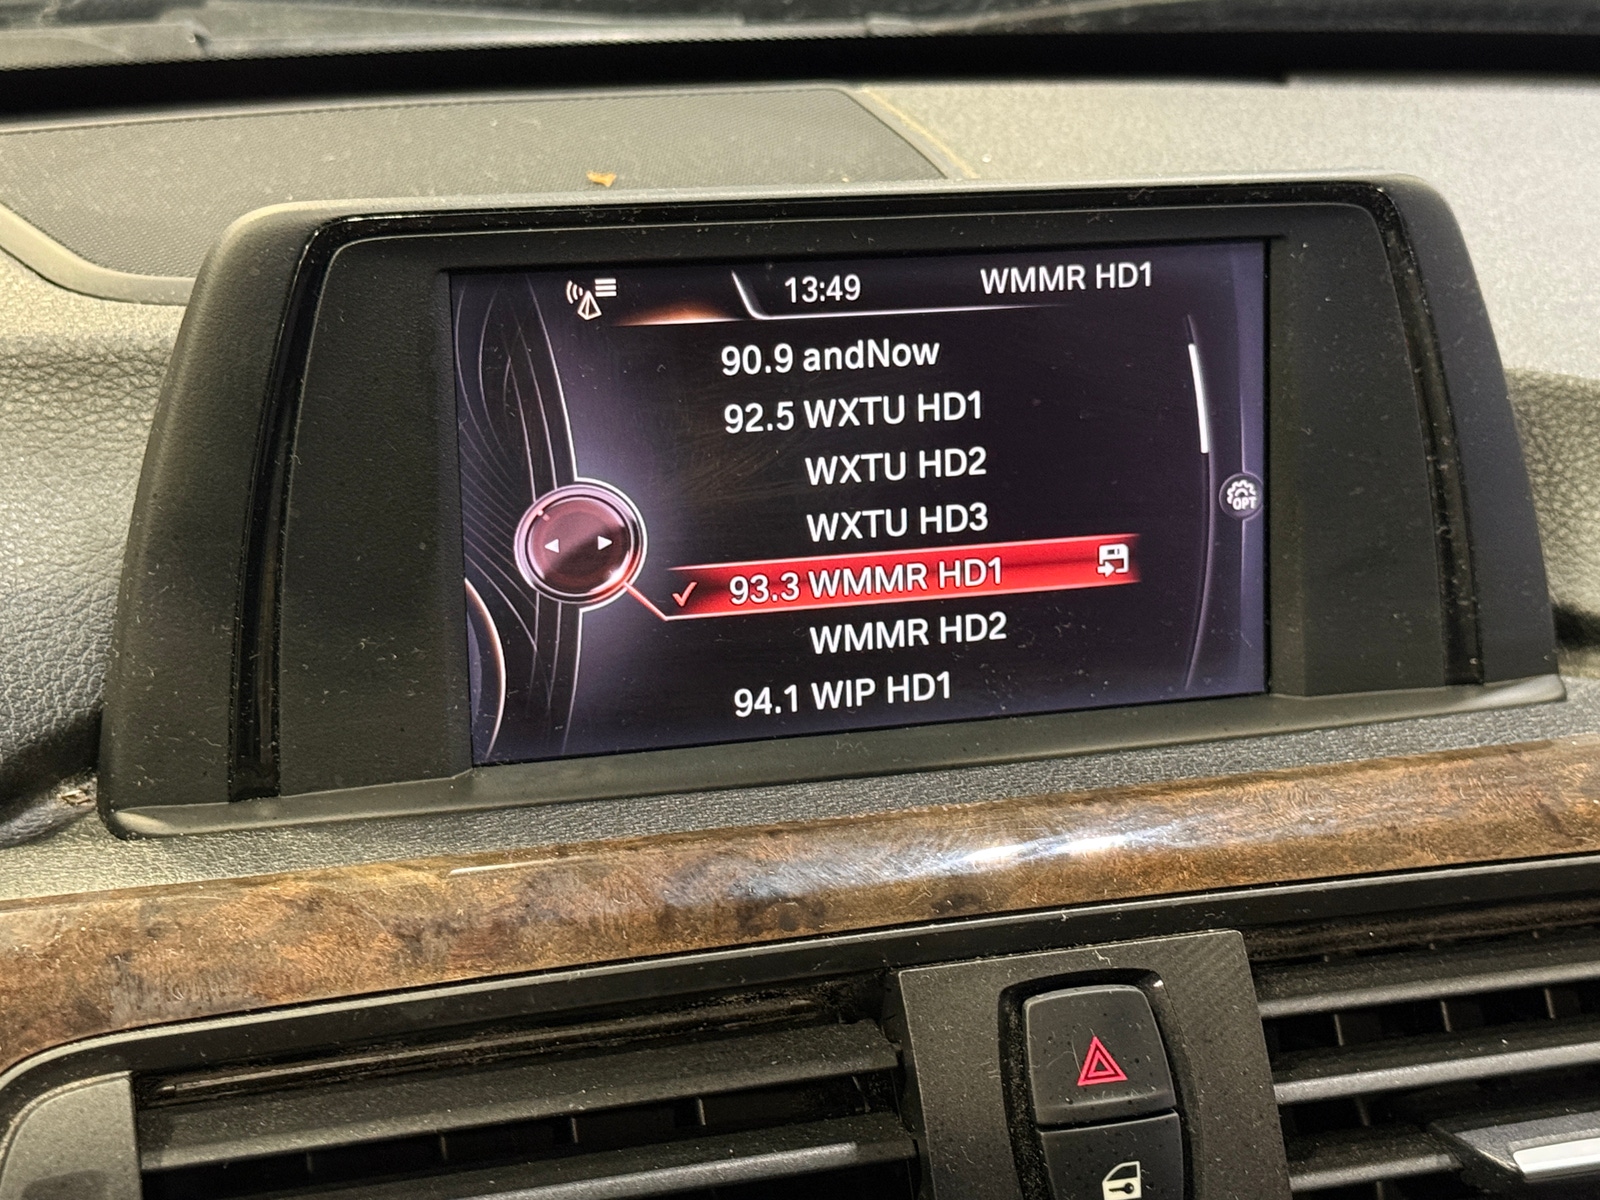 13:49 WMMR HD1
90.9 andNow
92.5 WXTU HD1
WXTU HD2
WXTU HD3
OPT
93.3 WMMR HD1
WMMR HD2
94.1 WIP HD1